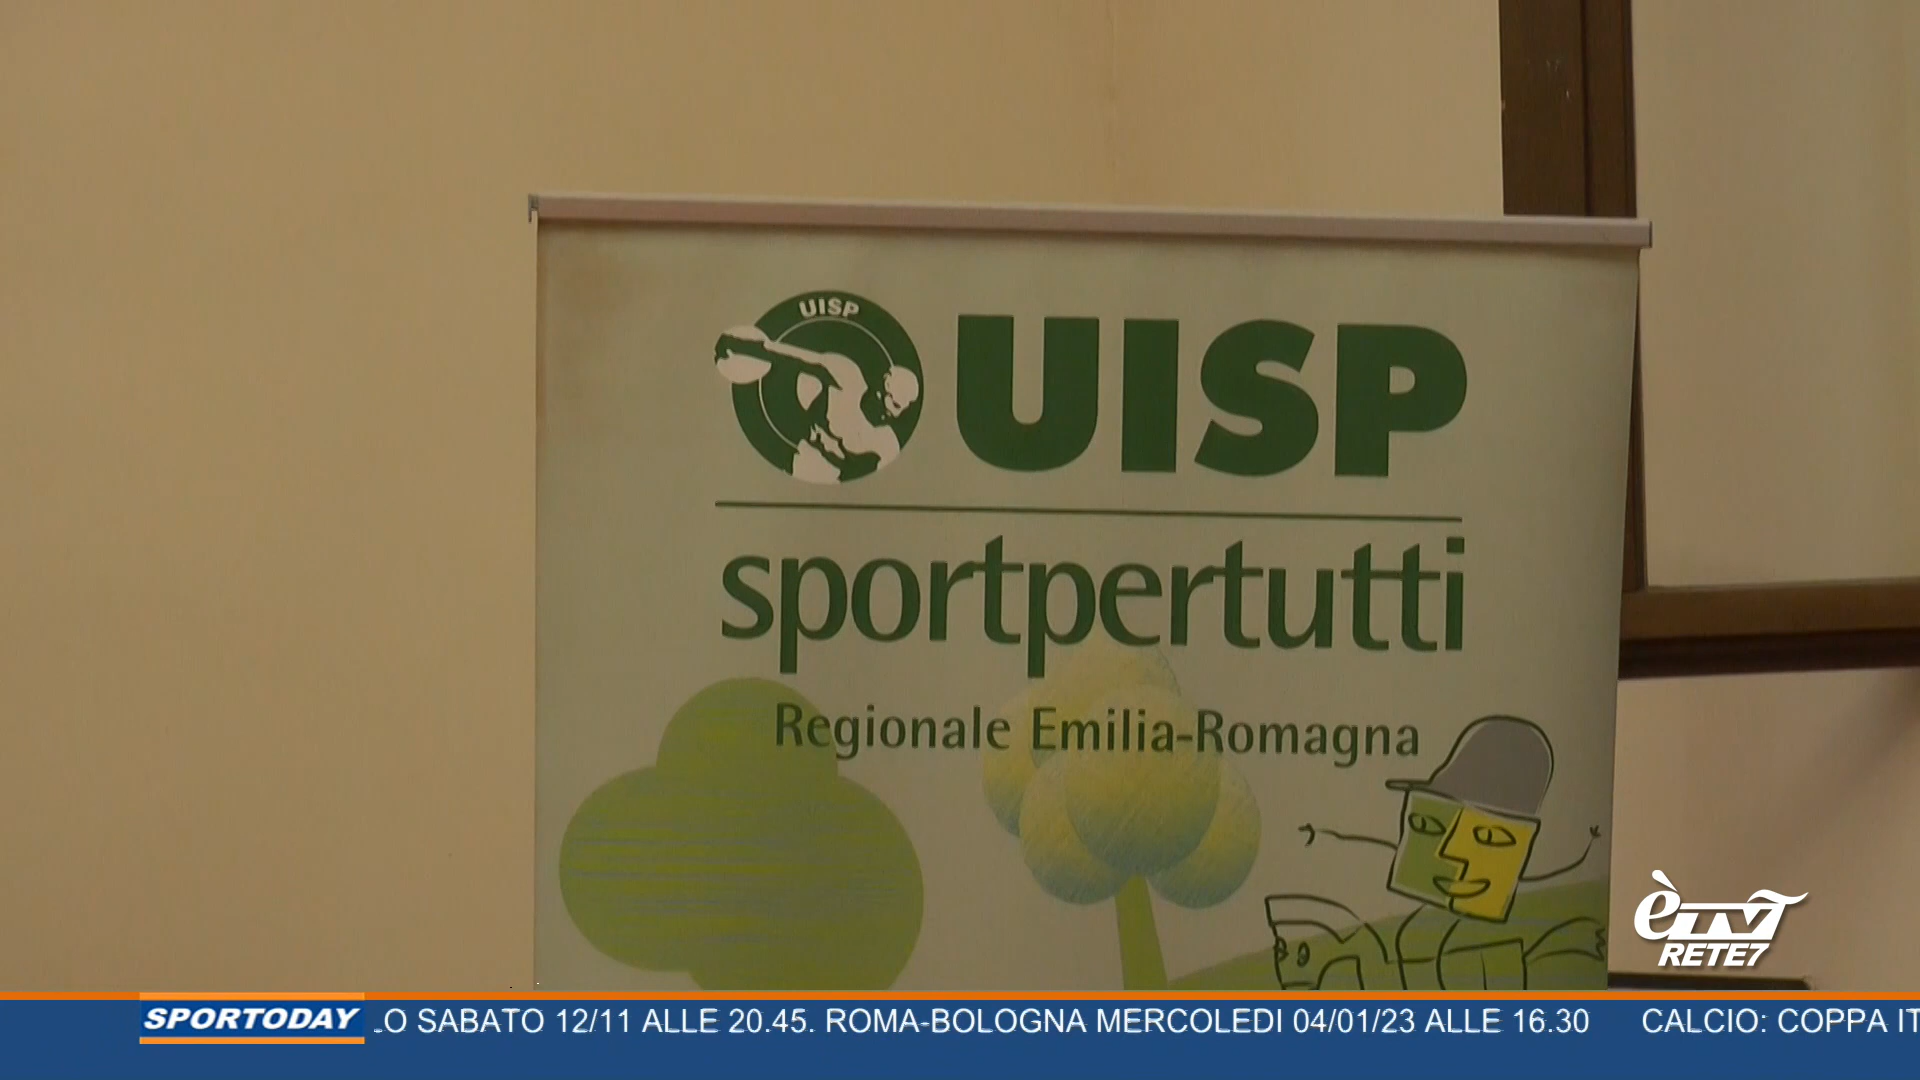 UISP
UISP
sportpertutti
Regionale Emilia-Romagna
è TV
RETE7
SPORTODAY
LO SABATO 12/11 ALLE 20.45. ROMA-BOLOGNA MERCOLEDI 04/01/23 ALLE 16.30 CALCIO: COPPA IT